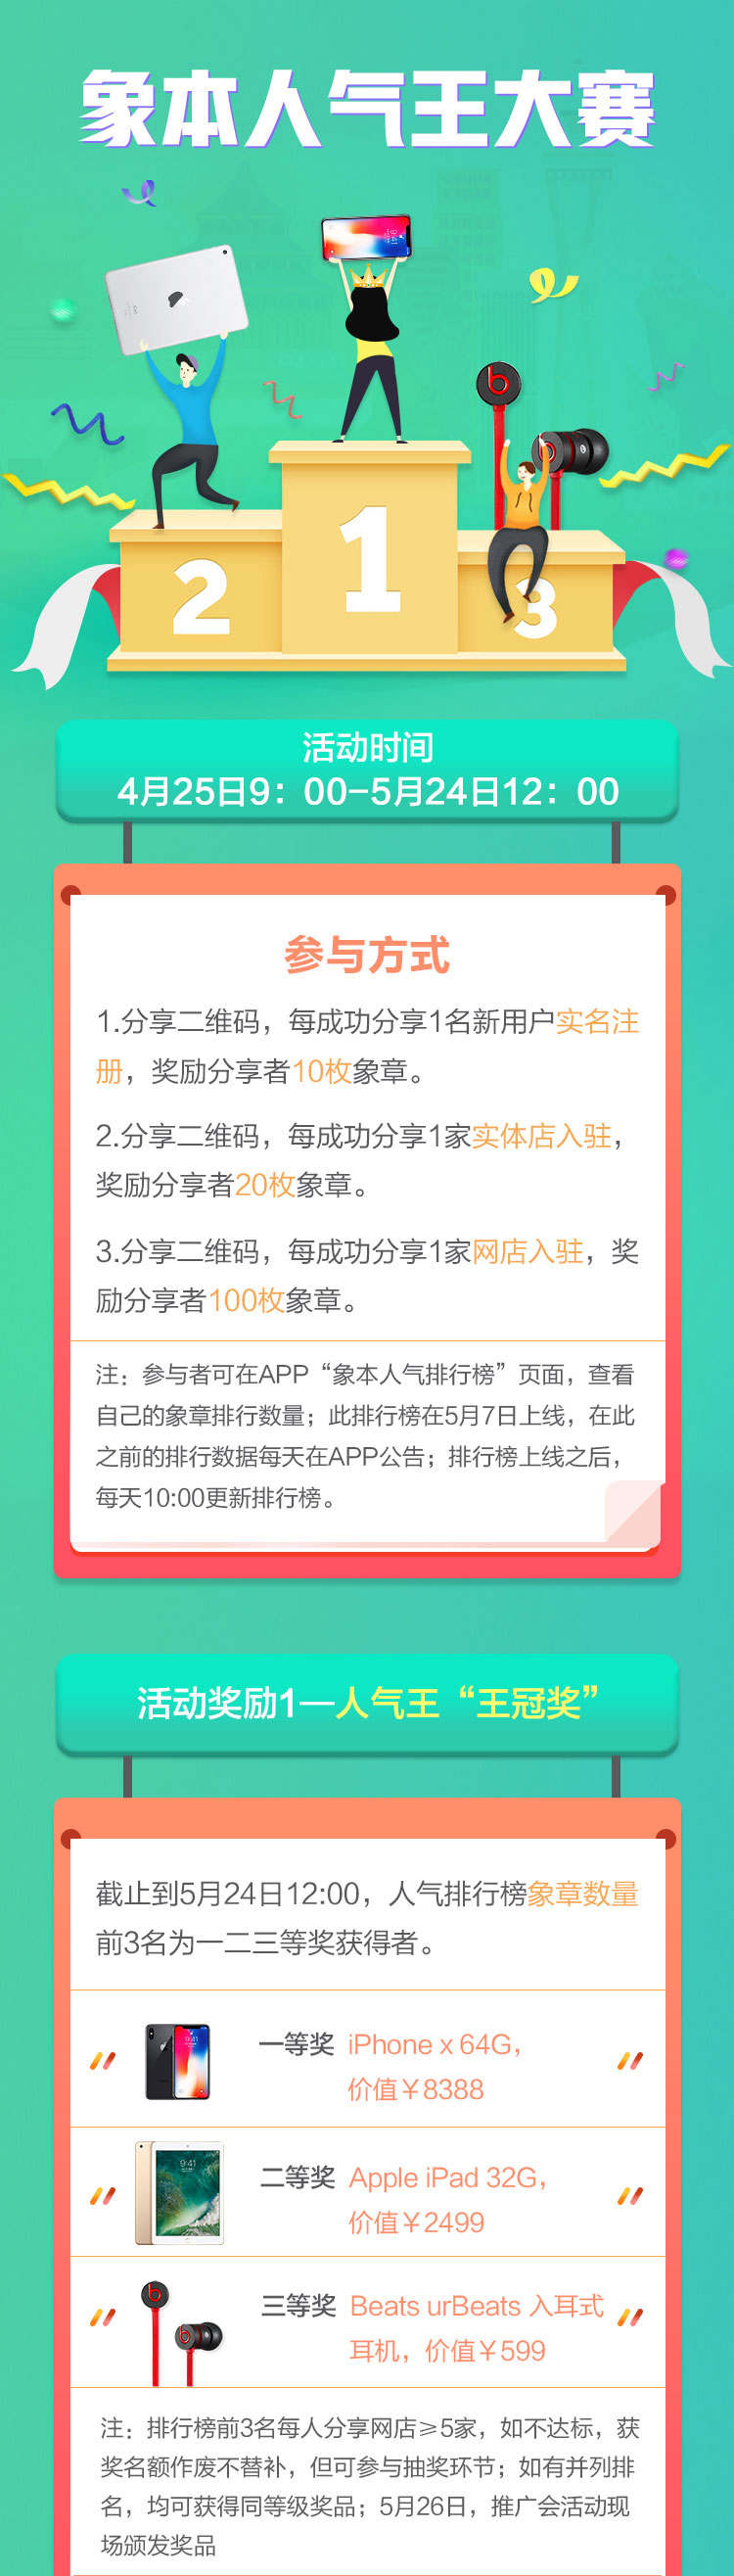 象本人气王大赛
1
2
3
活动时间
4月25日9：00-5月24日12：00
参与方式
1.分享二维码，每成功分享1名新用户实名注
册，奖励分享者10枚象章。
2.分享二维码，每成功分享1家实体店入驻，
奖励分享者20枚象章。
3.分享二维码，每成功分享1家网店入驻，奖
励分享者100枚象章。
注：参与者可在APP“象本人气排行榜”页面，查看
自己的象章排行数量；此排行榜在5月7日上线，在此
之前的排行数据每天在APP公告；排行榜上线之后，
每天10:00更新排行榜。
活动奖励1—人气王“王冠奖”
截止到5月24日12:00，人气排行榜象章数量
前3名为一二三等奖获得者。
一等奖 iPhone x 64G，
价值￥8388
9:41
二等奖 Apple iPad 32G，
价值￥2499
三等奖 Beats urBeats 入耳式
耳机，价值￥599
注：排行榜前3名每人分享网店≥5家，如不达标，获
奖名额作废不替补，但可参与抽奖环节；如有并列排
名，均可获得同等级奖品；5月26日，推广会活动现
场颁发奖品